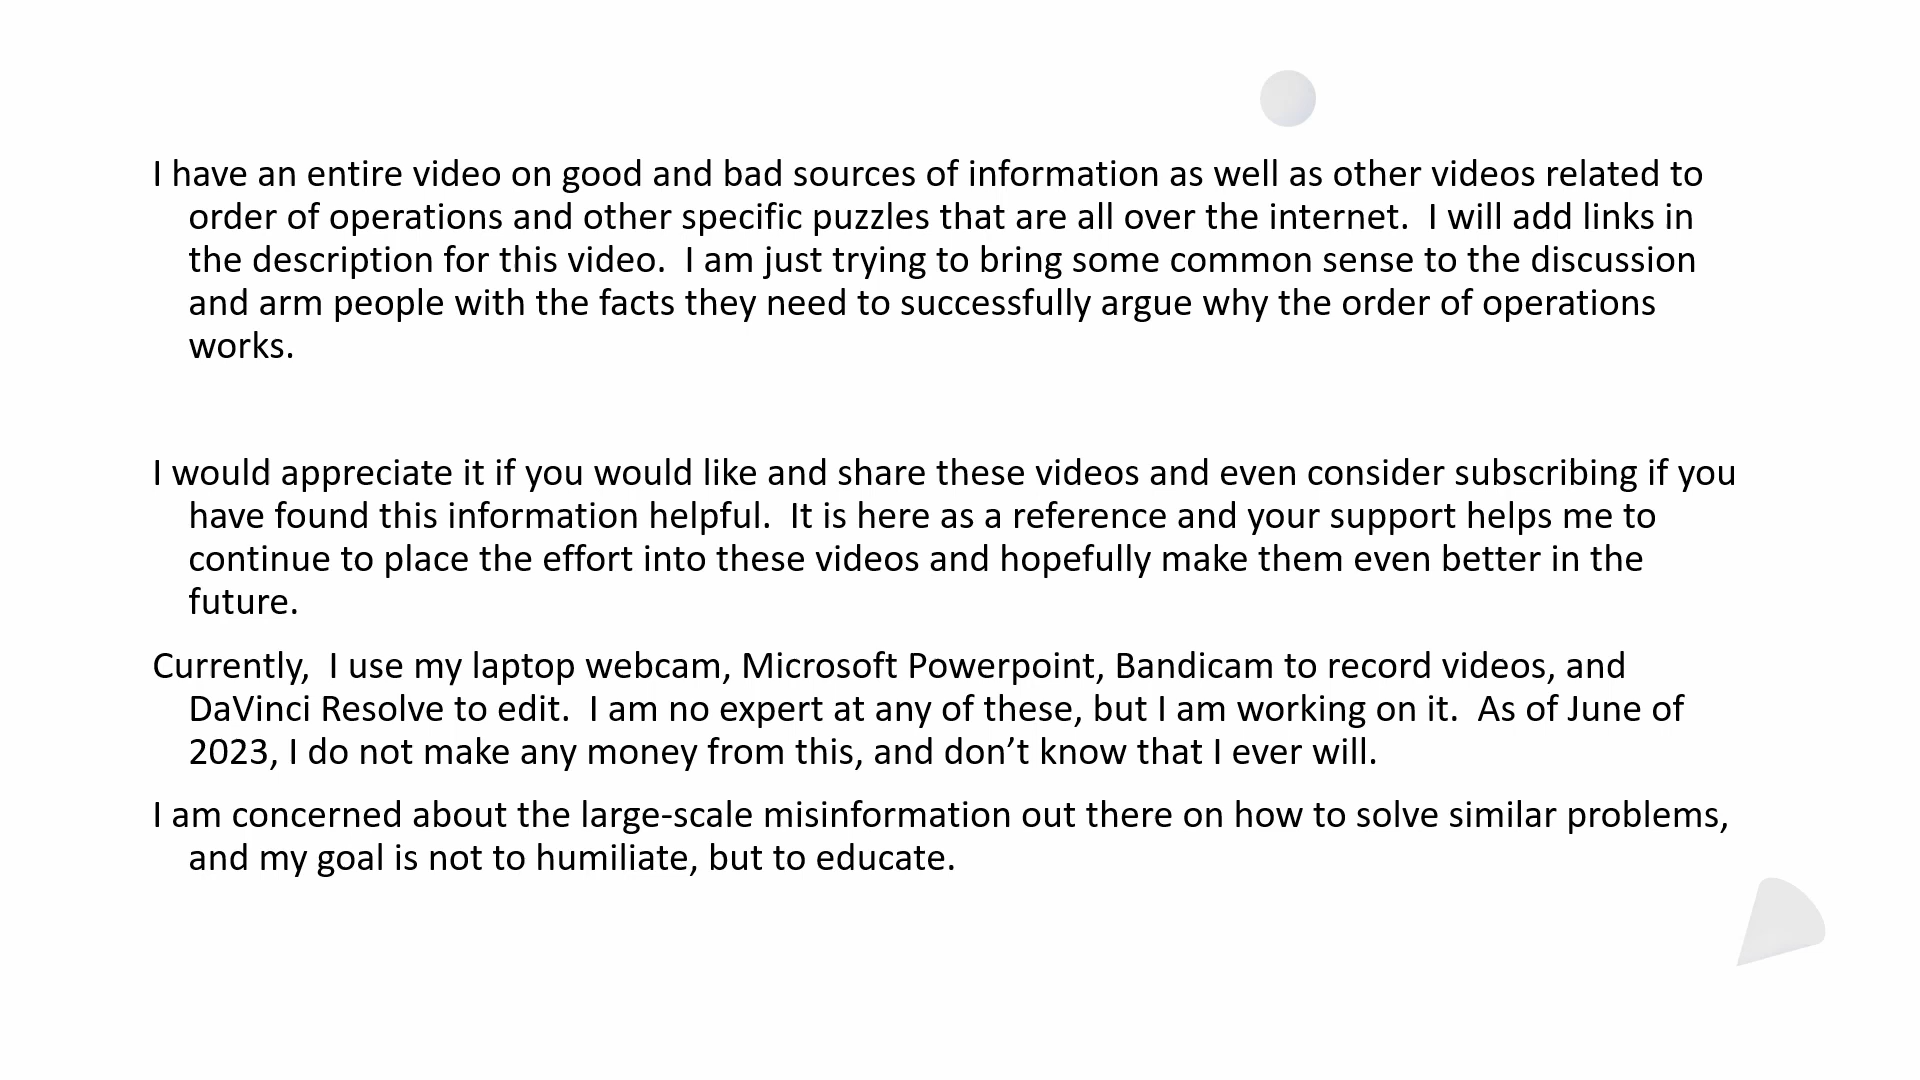 I have an entire video on good and bad sources of information as well as other videos related to
order of operations and other specific puzzles that are all over the internet.  I will add links in
the description for this video.  I am just trying to bring some common sense to the discussion
and arm people with the facts they need to successfully argue why the order of operations
works.
I would appreciate it if you would like and share these videos and even consider subscribing if you
have found this information helpful.  It is here as a reference and your support helps me to
continue to place the effort into these videos and hopefully make them even better in the
future.
Currently,  I use my laptop webcam, Microsoft Powerpoint, Bandicam to record videos, and
DaVinci Resolve to edit.  I am no expert at any of these, but I am working on it.  As of June of
2023, I do not make any money from this, and don’t know that I ever will.
I am concerned about the large-scale misinformation out there on how to solve similar problems,
and my goal is not to humiliate, but to educate.